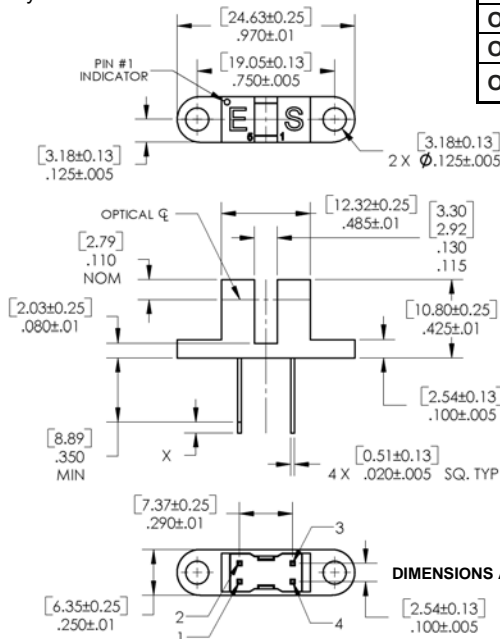 [24.63±0.25]
.970±.01
PIN #1
INDICATOR
[19.05±0.13]
.750±.005
O
O
O
E
S
6
1
[3.18±0.13]
.125±.005
[3.18±0.13]
2 X Ø.125±.005
OPTICAL ℄
[12.32±0.25]
.485±.01
[3.30
2.92]
.130
.115
[2.79]
.110
NOM
[2.03±0.25]
.080±.01
[10.80±0.25]
.425±.01
[2.54±0.13]
.100±.005
[8.89]
.350
MIN
X
[0.51±0.13]
4 X .020±.005 SQ. TYP
[7.37±0.25]
.290±.01
3
DIMENSIONS
[6.35±0.25]
.250±.01
2
1
4
[2.54±0.13]
.100±.005